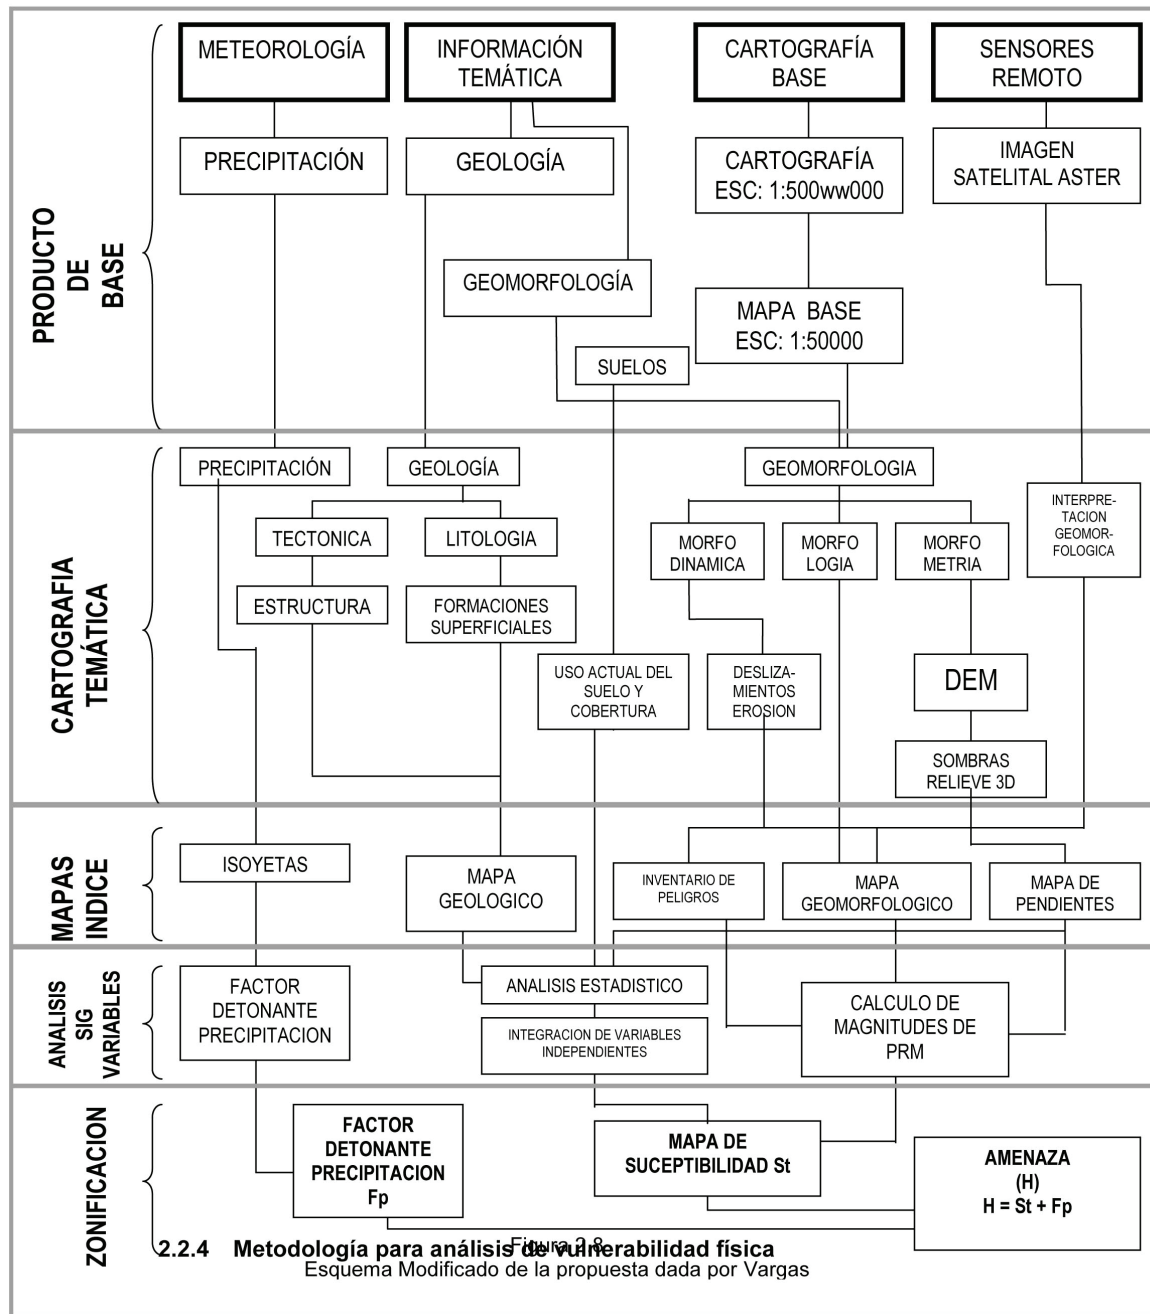 METEOROLOGÍA
INFORMACIÓN
TEMÁTICA
CARTOGRAFÍA
BASE
SENSORES
REMOTO
PRODUCTO
DE
BASE
PRECIPITACIÓN
GEOLOGÍA
CARTOGRAFÍA
ESC: 1:500ww000
IMAGEN
SATELITAL ASTER
GEOMORFOLOGÍA
MAPA BASE
ESC: 1:50000
SUELOS
CARTOGRAFIA
TEMÁTICA
PRECIPITACIÓN
GEOLOGÍA
GEOMORFOLOGIA
INTERPRE-
TACION
GEOMOR-
FOLOGICA
TECTONICA
LITOLOGIA
MORFO
DINAMICA
MORFO
LOGIA
MORFO
METRIA
ESTRUCTURA
FORMACIONES
SUPERFICIALES
USO ACTUAL DEL
SUELO Y
COBERTURA
DESLIZA-
MIENTOS
EROSION
DEM
SOMBRAS
RELIEVE 3D
MAPAS
INDICE
ISOYETAS
MAPA
GEOLOGICO
INVENTARIO DE
PELIGROS
MAPA
GEOMORFOLOGICO
MAPA DE
PENDIENTES
ANALISIS
SIG
VARIABLES
FACTOR
DETONANTE
PRECIPITACION
ANALISIS ESTADISTICO
INTEGRACION DE VARIABLES
INDEPENDIENTES
CALCULO DE
MAGNITUDES DE
PRM
ZONIFICACION
FACTOR
DETONANTE
PRECIPITACION
Fp
MAPA DE
SUCEPTIBILIDAD St
AMENAZA
(H)
H = St + Fp
Figura 2.8
2.2.4 Metodología para análisis de vulnerabilidad física
Esquema Modificado de la propuesta dada por Vargas